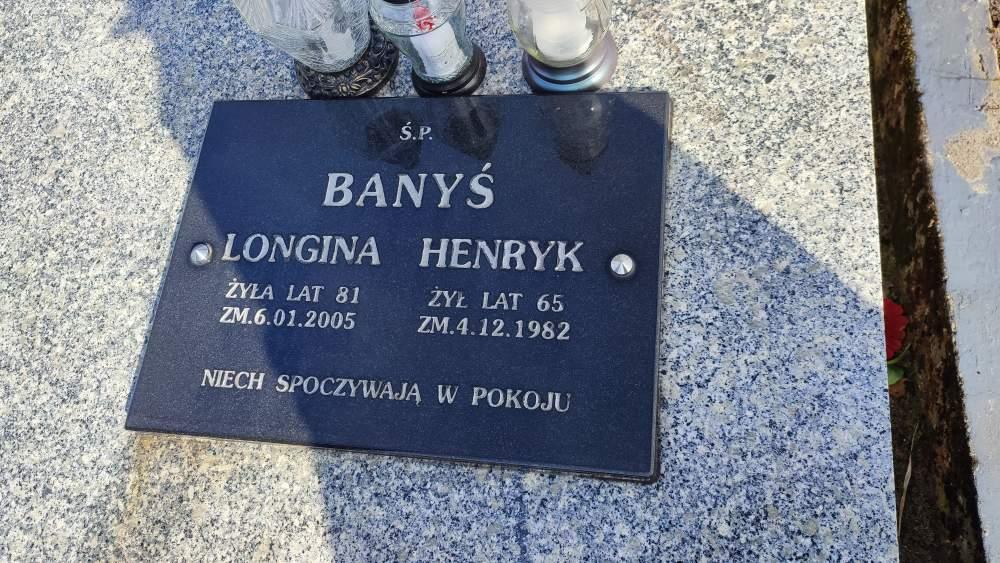 Ś.P.
BANYŚ
LONGINA HENRYK
ŻYŁA LAT 81 ŻYŁ LAT 65
ZM.6.01.2005 ZM.4.12.1982
NIECH SPOCZYWAJĄ W POKOJU